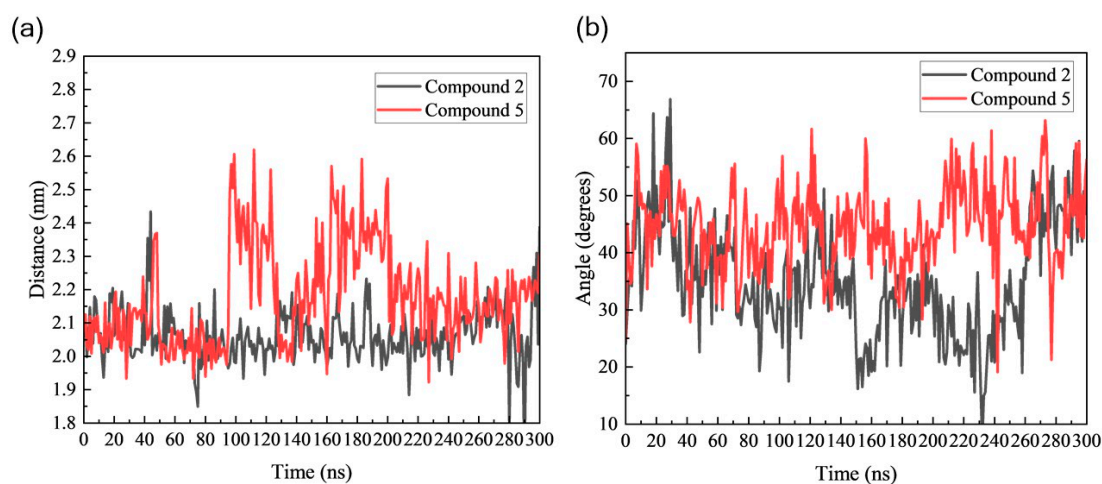 (a)
Distance (nm)
2.9
2.8
2.7
2.6
2.5
2.4
2.3
2.2
2.1
2.0
1.9
1.8
Compound 2
Compound 5
0 20 40 60 80 100 120 140 160 180 200 220 240 260 280 300
Time (ns)
(b)
Angle (degrees)
70
60
50
40
30
20
10
Compound 2
Compound 5
0 20 40 60 80 100 120 140 160 180 200 220 240 260 280 300
Time (ns)